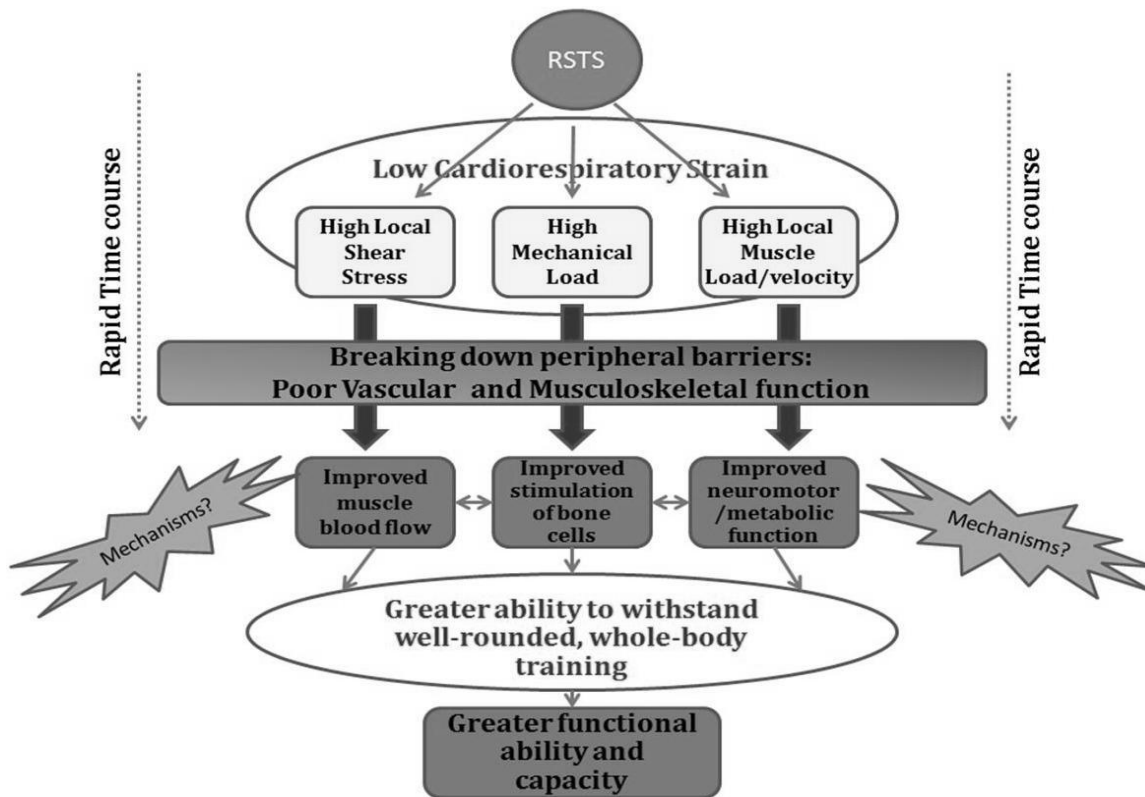 RSTS
Low Cardiorespiratory Strain
Rapid Time course
Rapid Time course
High Local
Shear
Stress
High
Mechanical
Load
High Local
Muscle
Load/velocity
Breaking down peripheral barriers:
Poor Vascular and Musculoskeletal function
Mechanisms?
Improved
muscle
blood flow
Improved
stimulation
of bone
cells
Improved
neuromotor
/metabolic
function
Mechanisms?
Greater ability to withstand
well-rounded, whole-body
training
Greater functional
ability and
capacity